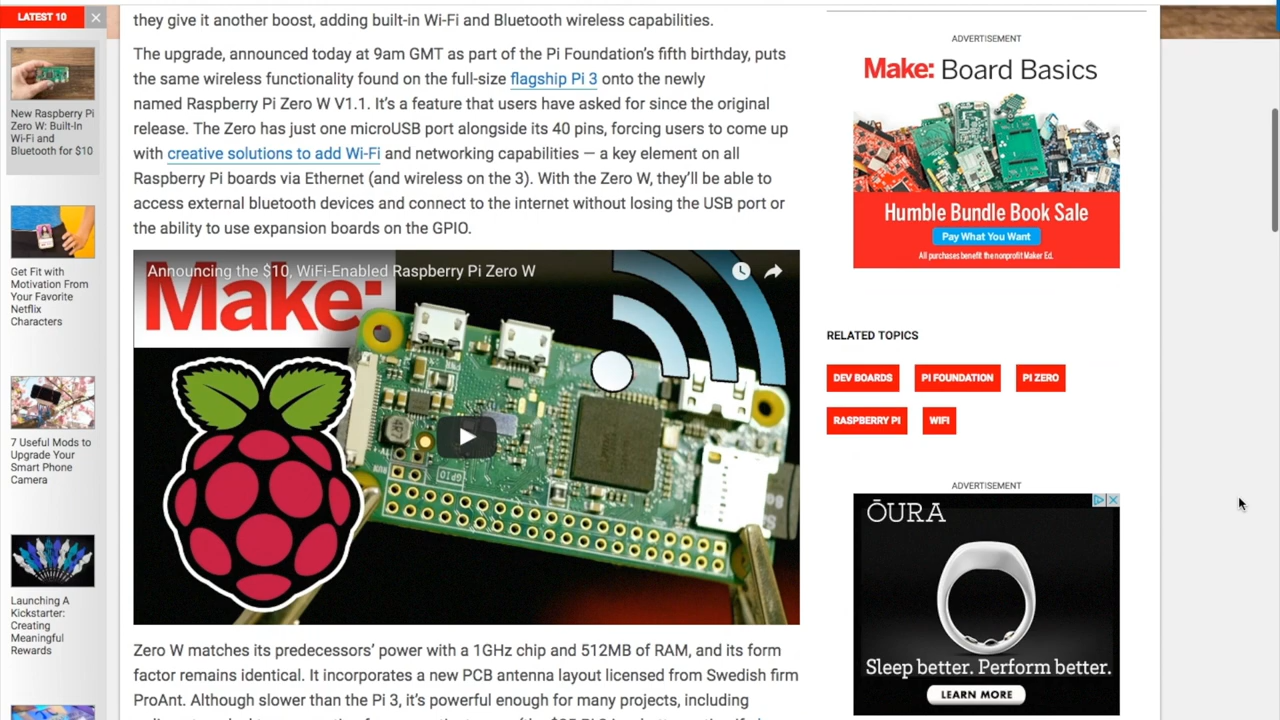 LATEST 10
New Raspberry Pi
Zero W: Built-In
Wi-Fi and
Bluetooth for $10
Get Fit with
Motivation From
Your Favorite
Netflix
Characters
7 Useful Mods to
Upgrade Your
Smart Phone
Camera
Launching A
Kickstarter:
Creating
Meaningful
Rewards
they give it another boost, adding built-in Wi-Fi and Bluetooth wireless capabilities.
The upgrade, announced today at 9am GMT as part of the Pi Foundation's fifth birthday, puts
the same wireless functionality found on the full-size flagship Pi 3 onto the newly
named Raspberry Pi Zero W V1.1. It's a feature that users have asked for since the original
release. The Zero has just one microUSB port alongside its 40 pins, forcing users to come up
with creative solutions to add Wi-Fi and networking capabilities — a key element on all
Raspberry Pi boards via Ethernet (and wireless on the 3). With the Zero W, they'll be able to
access external bluetooth devices and connect to the internet without losing the USB port or
the ability to use expansion boards on the GPIO.
Announcing the $10, WiFi-Enabled Raspberry Pi Zero W
Make:
RUN
GPIO
Zero W matches its predecessors' power with a 1GHz chip and 512MB of RAM, and its form
factor remains identical. It incorporates a new PCB antenna layout licensed from Swedish firm
ProAnt. Although slower than the Pi 3, it's powerful enough for many projects, including
ADVERTISEMENT
Make: Board Basics
Humble Bundle Book Sale
Pay What You Want
All purchases benefit the nonprofit Maker Ed.
RELATED TOPICS
DEV BOARDS
PI FOUNDATION
PI ZERO
RASPBERRY PI
WIFI
ADVERTISEMENT
ŌURA
Sleep better. Perform better.
LEARN MORE